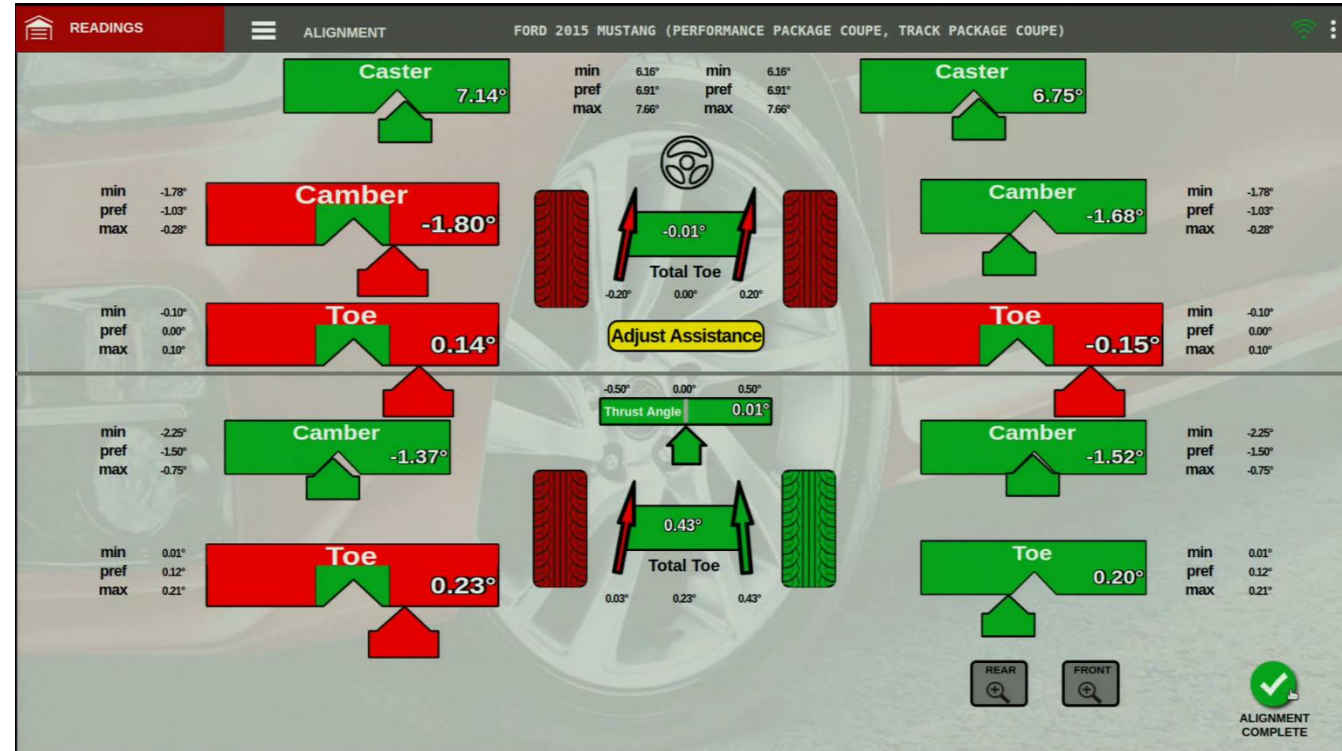 READINGS
ALIGNMENT
FORD 2015 MUSTANG (PERFORMANCE PACKAGE COUPE, TRACK PACKAGE COUPE)
Caster
7.14°
min 6.16° min 6.16°
pref 6.91° pref 6.91°
max 7.66° max 7.66°
Caster
6.75°
min -1.78°
pref -1.03°
max -0.28°
Camber
-1.80°
-0.01°
Total Toe
-0.20° 0.00° 0.20°
Camber
-1.68°
min -1.78°
pref -1.03°
max -0.28°
min -0.10°
pref 0.00°
max 0.10°
Toe
0.14°
Adjust Assistance
Toe
-0.15°
min -0.10°
pref 0.00°
max 0.10°
-0.50° 0.00° 0.50°
Thrust Angle 0.01°
min -2.25°
pref -1.50°
max -0.75°
Camber
-1.37°
Camber
-1.52°
min -2.25°
pref -1.50°
max -0.75°
0.43°
Total Toe
0.03° 0.23° 0.43°
min 0.01°
pref 0.12°
max 0.21°
Toe
0.23°
Toe
0.20°
min 0.01°
pref 0.12°
max 0.21°
REAR
FRONT
ALIGNMENT
COMPLETE